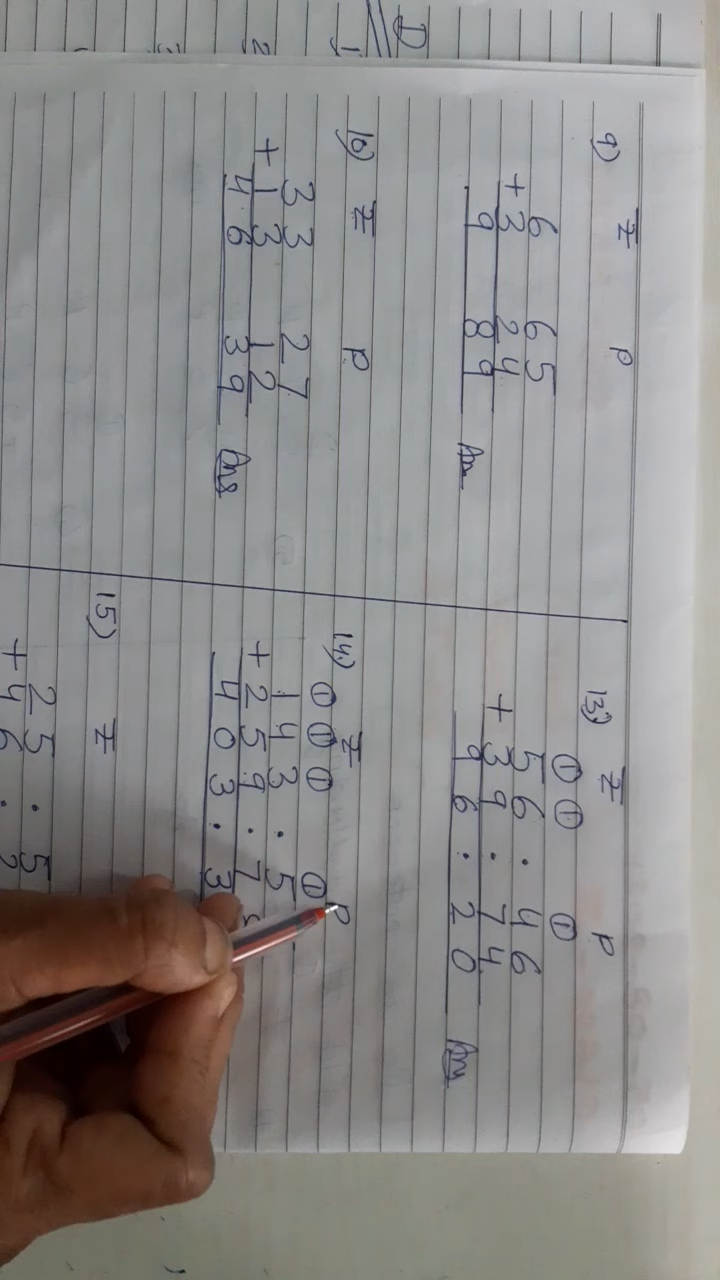 9) ₹ P
6 65
+ 3 24
9 89 Ans
10) ₹ P
33 27
+ 13 12
46 39 Ans
13) ₹ P
① ① ①
56 . 46
+ 39 . 74
96 : 20 Ans
14) ₹ P
① ① ① ①
143 . 5
+ 259 . 7
403 . 3
15) ₹
25 . 5
+ 46 . 2
D